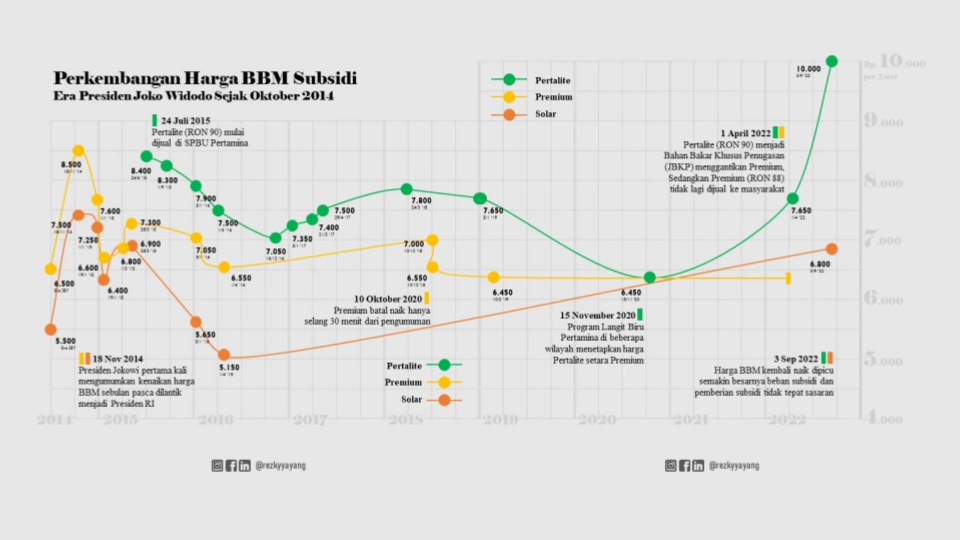 Perkembangan Harga BBM Subsidi
Era Presiden Joko Widodo Sejak Oktober 2014
Pertalite
Premium
Solar
Rp. 10.000
per Liter
9.000
8.000
7.000
6.000
5.000
4.000
24 Juli 2015
Pertalite (RON 90) mulai
dijual di SPBU Pertamina
1 April 2022
Pertalite (RON 90) menjadi
Bahan Bakar Khusus Penugasan
(JBKP) menggantikan Premium,
Sedangkan Premium (RON 88)
tidak lagi dijual ke masyarakat
10.000
8.500
8.400
8.300
7.900
7.500
7.600
7.500
7.250
7.300
7.050
7.500
7.400
7.350
7.050
7.800
7.650
7.650
6.900
6.800
6.600
6.400
6.500
5.500
6.550
7.000
6.550
6.450
6.450
6.800
5.650
5.150
10 Oktober 2020
Premium batal naik hanya
selang 30 menit dari pengumuman
15 November 2020
Program Langit Biru
Pertamina di beberapa
wilayah menetapkan harga
Pertalite setara Premium
18 Nov 2014
Presiden Jokowi pertama kali
mengumumkan kenaikan harga
BBM sebulan pasca dilantik
menjadi Presiden RI
Pertalite
Premium
Solar
3 Sep 2022
Harga BBM kembali naik dipicu
semakin besarnya beban subsidi dan
pemberian subsidi tidak tepat sasaran
2014 2015 2016 2017 2018 2019 2020 2021 2022
@rezkyyayang
@rezkyyayang